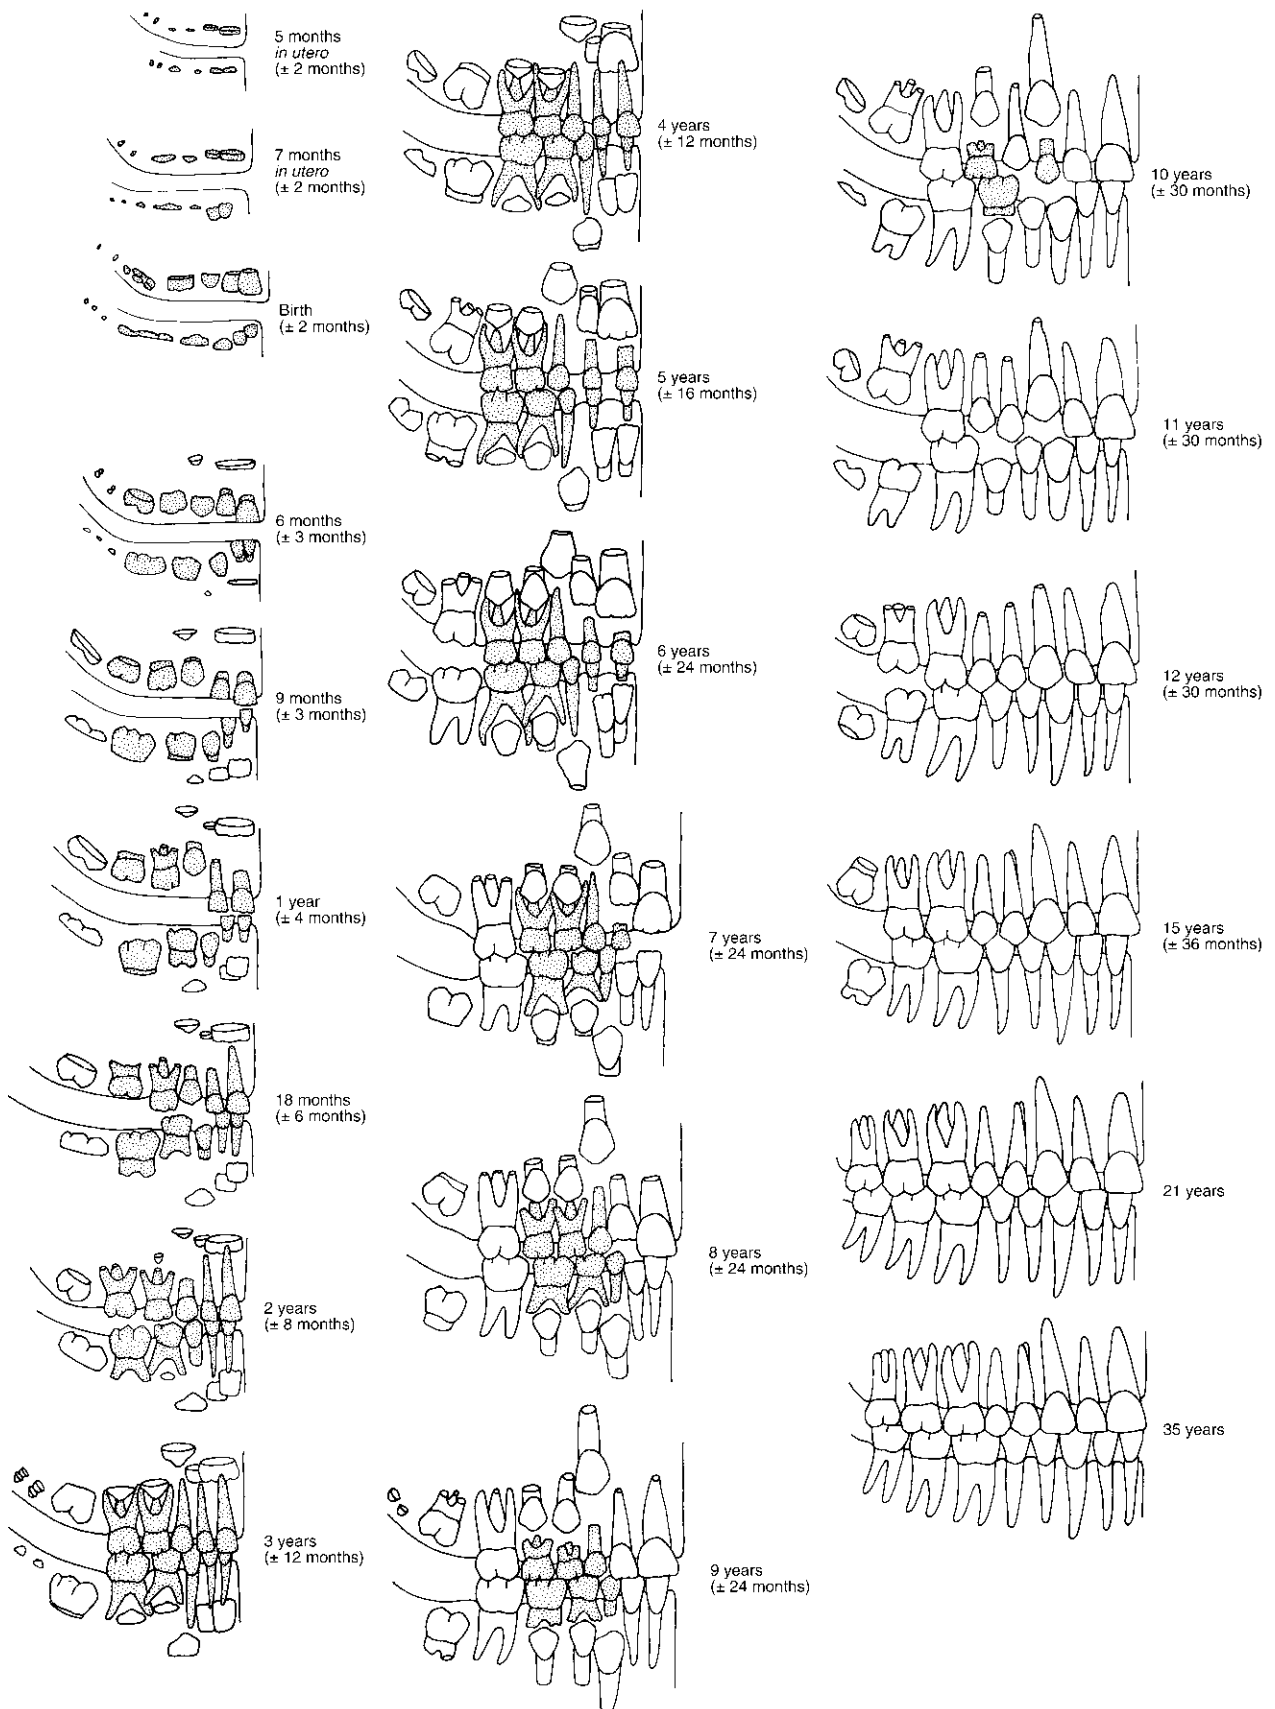 5 months
in utero
(± 2 months)
7 months
in utero
(± 2 months)
Birth
(± 2 months)
6 months
(± 3 months)
9 months
(± 3 months)
1 year
(± 4 months)
18 months
(± 6 months)
2 years
(± 8 months)
3 years
(± 12 months)
4 years
(± 12 months)
5 years
(± 16 months)
6 years
(± 24 months)
7 years
(± 24 months)
8 years
(± 24 months)
9 years
(± 24 months)
10 years
(± 30 months)
11 years
(± 30 months)
12 years
(± 30 months)
15 years
(± 36 months)
21 years
35 years